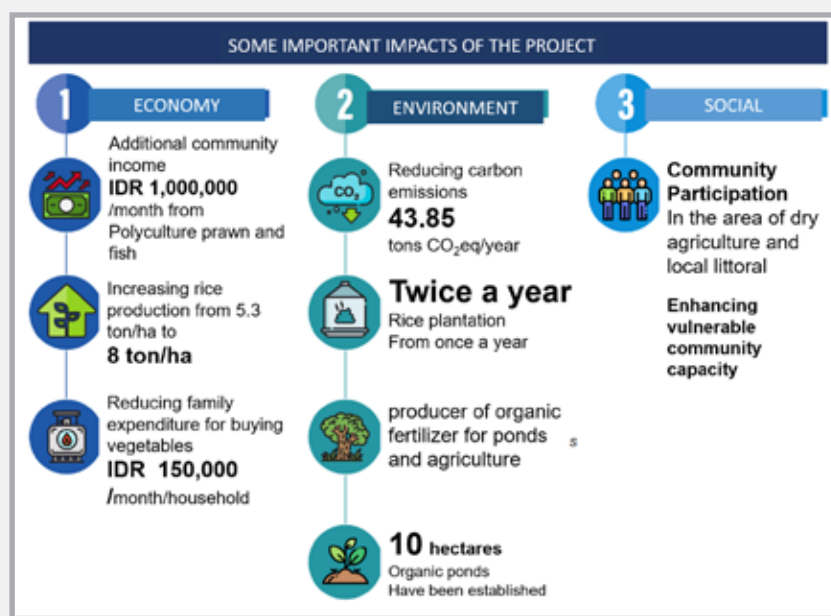 SOME IMPORTANT IMPACTS OF THE PROJECT
1
ECONOMY
Additional community
income
IDR 1,000,000
/month from
Polyculture prawn and
fish
Increasing rice
production from 5.3
ton/ha to
8 ton/ha
Reducing family
expenditure for buying
vegetables
IDR 150,000
/month/household
2
ENVIRONMENT
CO₂
Reducing carbon
emissions
43.85
tons CO₂eq/year
Twice a year
Rice plantation
From once a year
producer of organic
fertilizer for ponds
and agriculture s
10 hectares
Organic ponds
Have been established
3
SOCIAL
Community
Participation
In the area of dry
agriculture and
local littoral
Enhancing
vulnerable
community
capacity